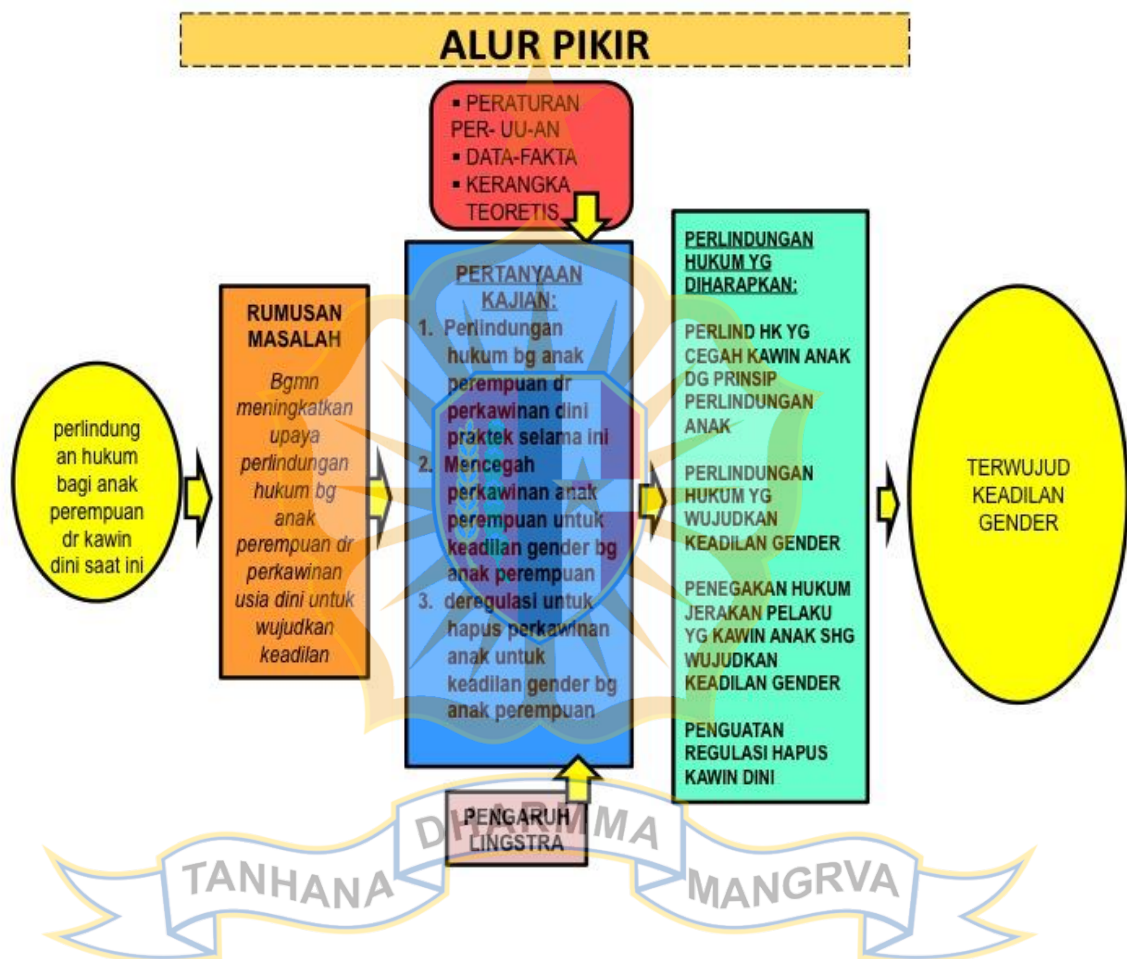 ALUR PIKIR
▪ PERATURAN
PER- UU-AN
▪ DATA-FAKTA
▪ KERANGKA
TEORETIS
perlindung
an hukum
bagi anak
perempuan
dr kawin
dini saat ini
RUMUSAN
MASALAH
Bgmn
meningkatkan
upaya
perlindungan
hukum bg
anak
perempuan dr
perkawinan
usia dini untuk
wujudkan
keadilan
PERTANYAAN
KAJIAN:
1. Perlindungan
hukum bg anak
perempuan dr
perkawinan dini
praktek selama ini
2. Mencegah
perkawinan anak
perempuan untuk
keadilan gender bg
anak perempuan
3. deregulasi untuk
hapus perkawinan
anak untuk
keadilan gender bg
anak perempuan
PENGARUH
LINGSTRA
PERLINDUNGAN
HUKUM YG
DIHARAPKAN:
PERLIND HK YG
CEGAH KAWIN ANAK
DG PRINSIP
PERLINDUNGAN
ANAK
PERLINDUNGAN
HUKUM YG
WUJUDKAN
KEADILAN GENDER
PENEGAKAN HUKUM
JERAKAN PELAKU
YG KAWIN ANAK SHG
WUJUDKAN
KEADILAN GENDER
PENGUATAN
REGULASI HAPUS
KAWIN DINI
TERWUJUD
KEADILAN
GENDER
TANHANA DHARMMA MANGRVA